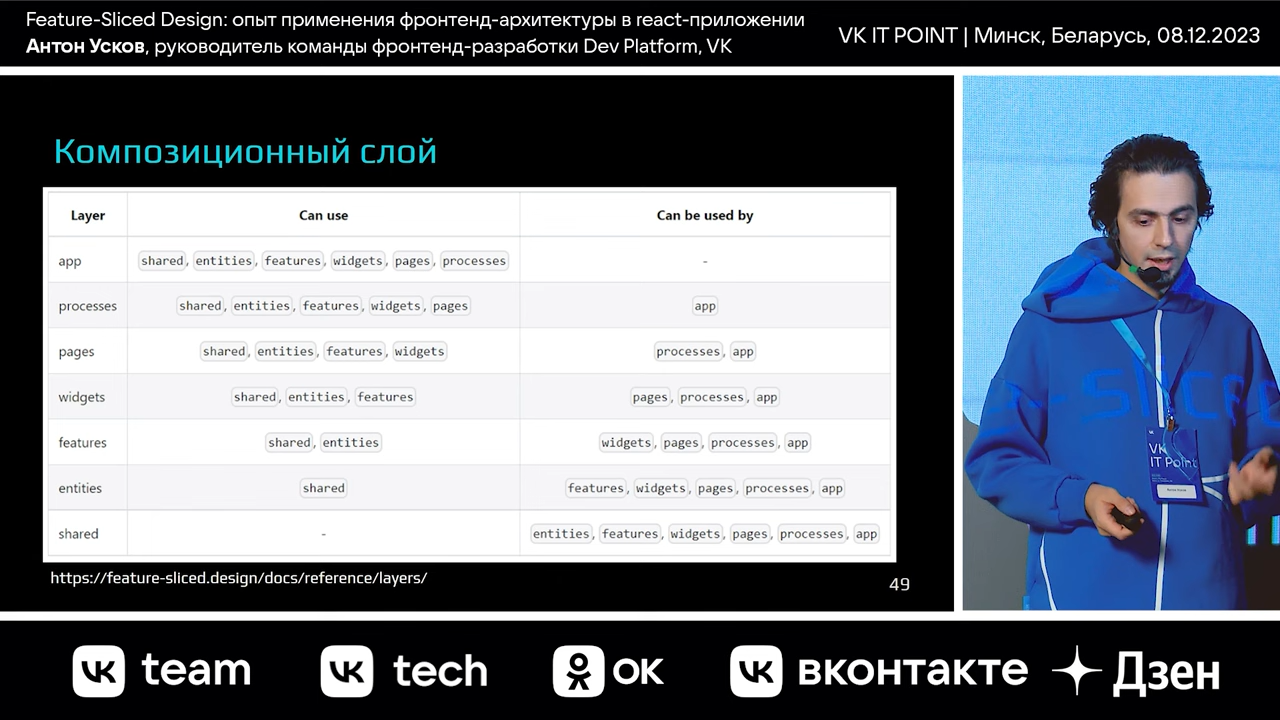 Feature-Sliced Design: опыт применения фронтенд-архитектуры в react-приложении
Антон Усков, руководитель команды фронтенд-разработки Dev Platform, VK
VK IT POINT | Минск, Беларусь, 08.12.2023
Композиционный слой
Layer Can use Can be used by
app shared, entities, features, widgets, pages, processes -
processes shared, entities, features, widgets, pages app
pages shared, entities, features, widgets processes, app
widgets shared, entities, features pages, processes, app
features shared, entities widgets, pages, processes, app
entities shared features, widgets, pages, processes, app
shared - entities, features, widgets, pages, processes, app
https://feature-sliced.design/docs/reference/layers/
49
VK
IT Point
VK team
VK tech
ОК
VK ВКОНТАКТЕ
Дзен